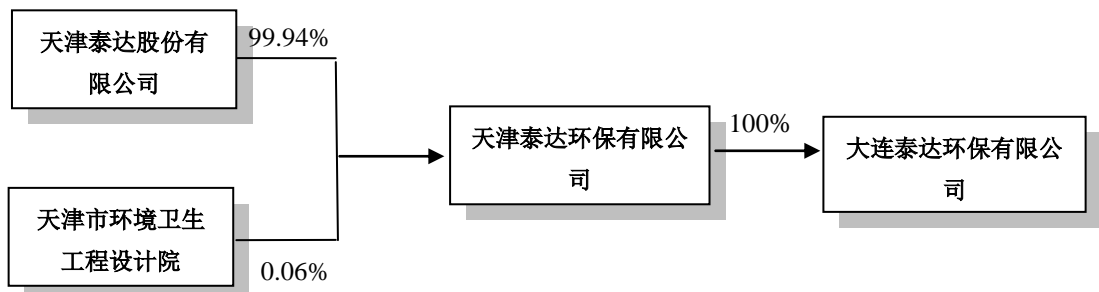 天津泰达股份有
限公司
99.94%
天津泰达环保有限公
司
100%
大连泰达环保有限公
司
天津市环境卫生
工程设计院
0.06%